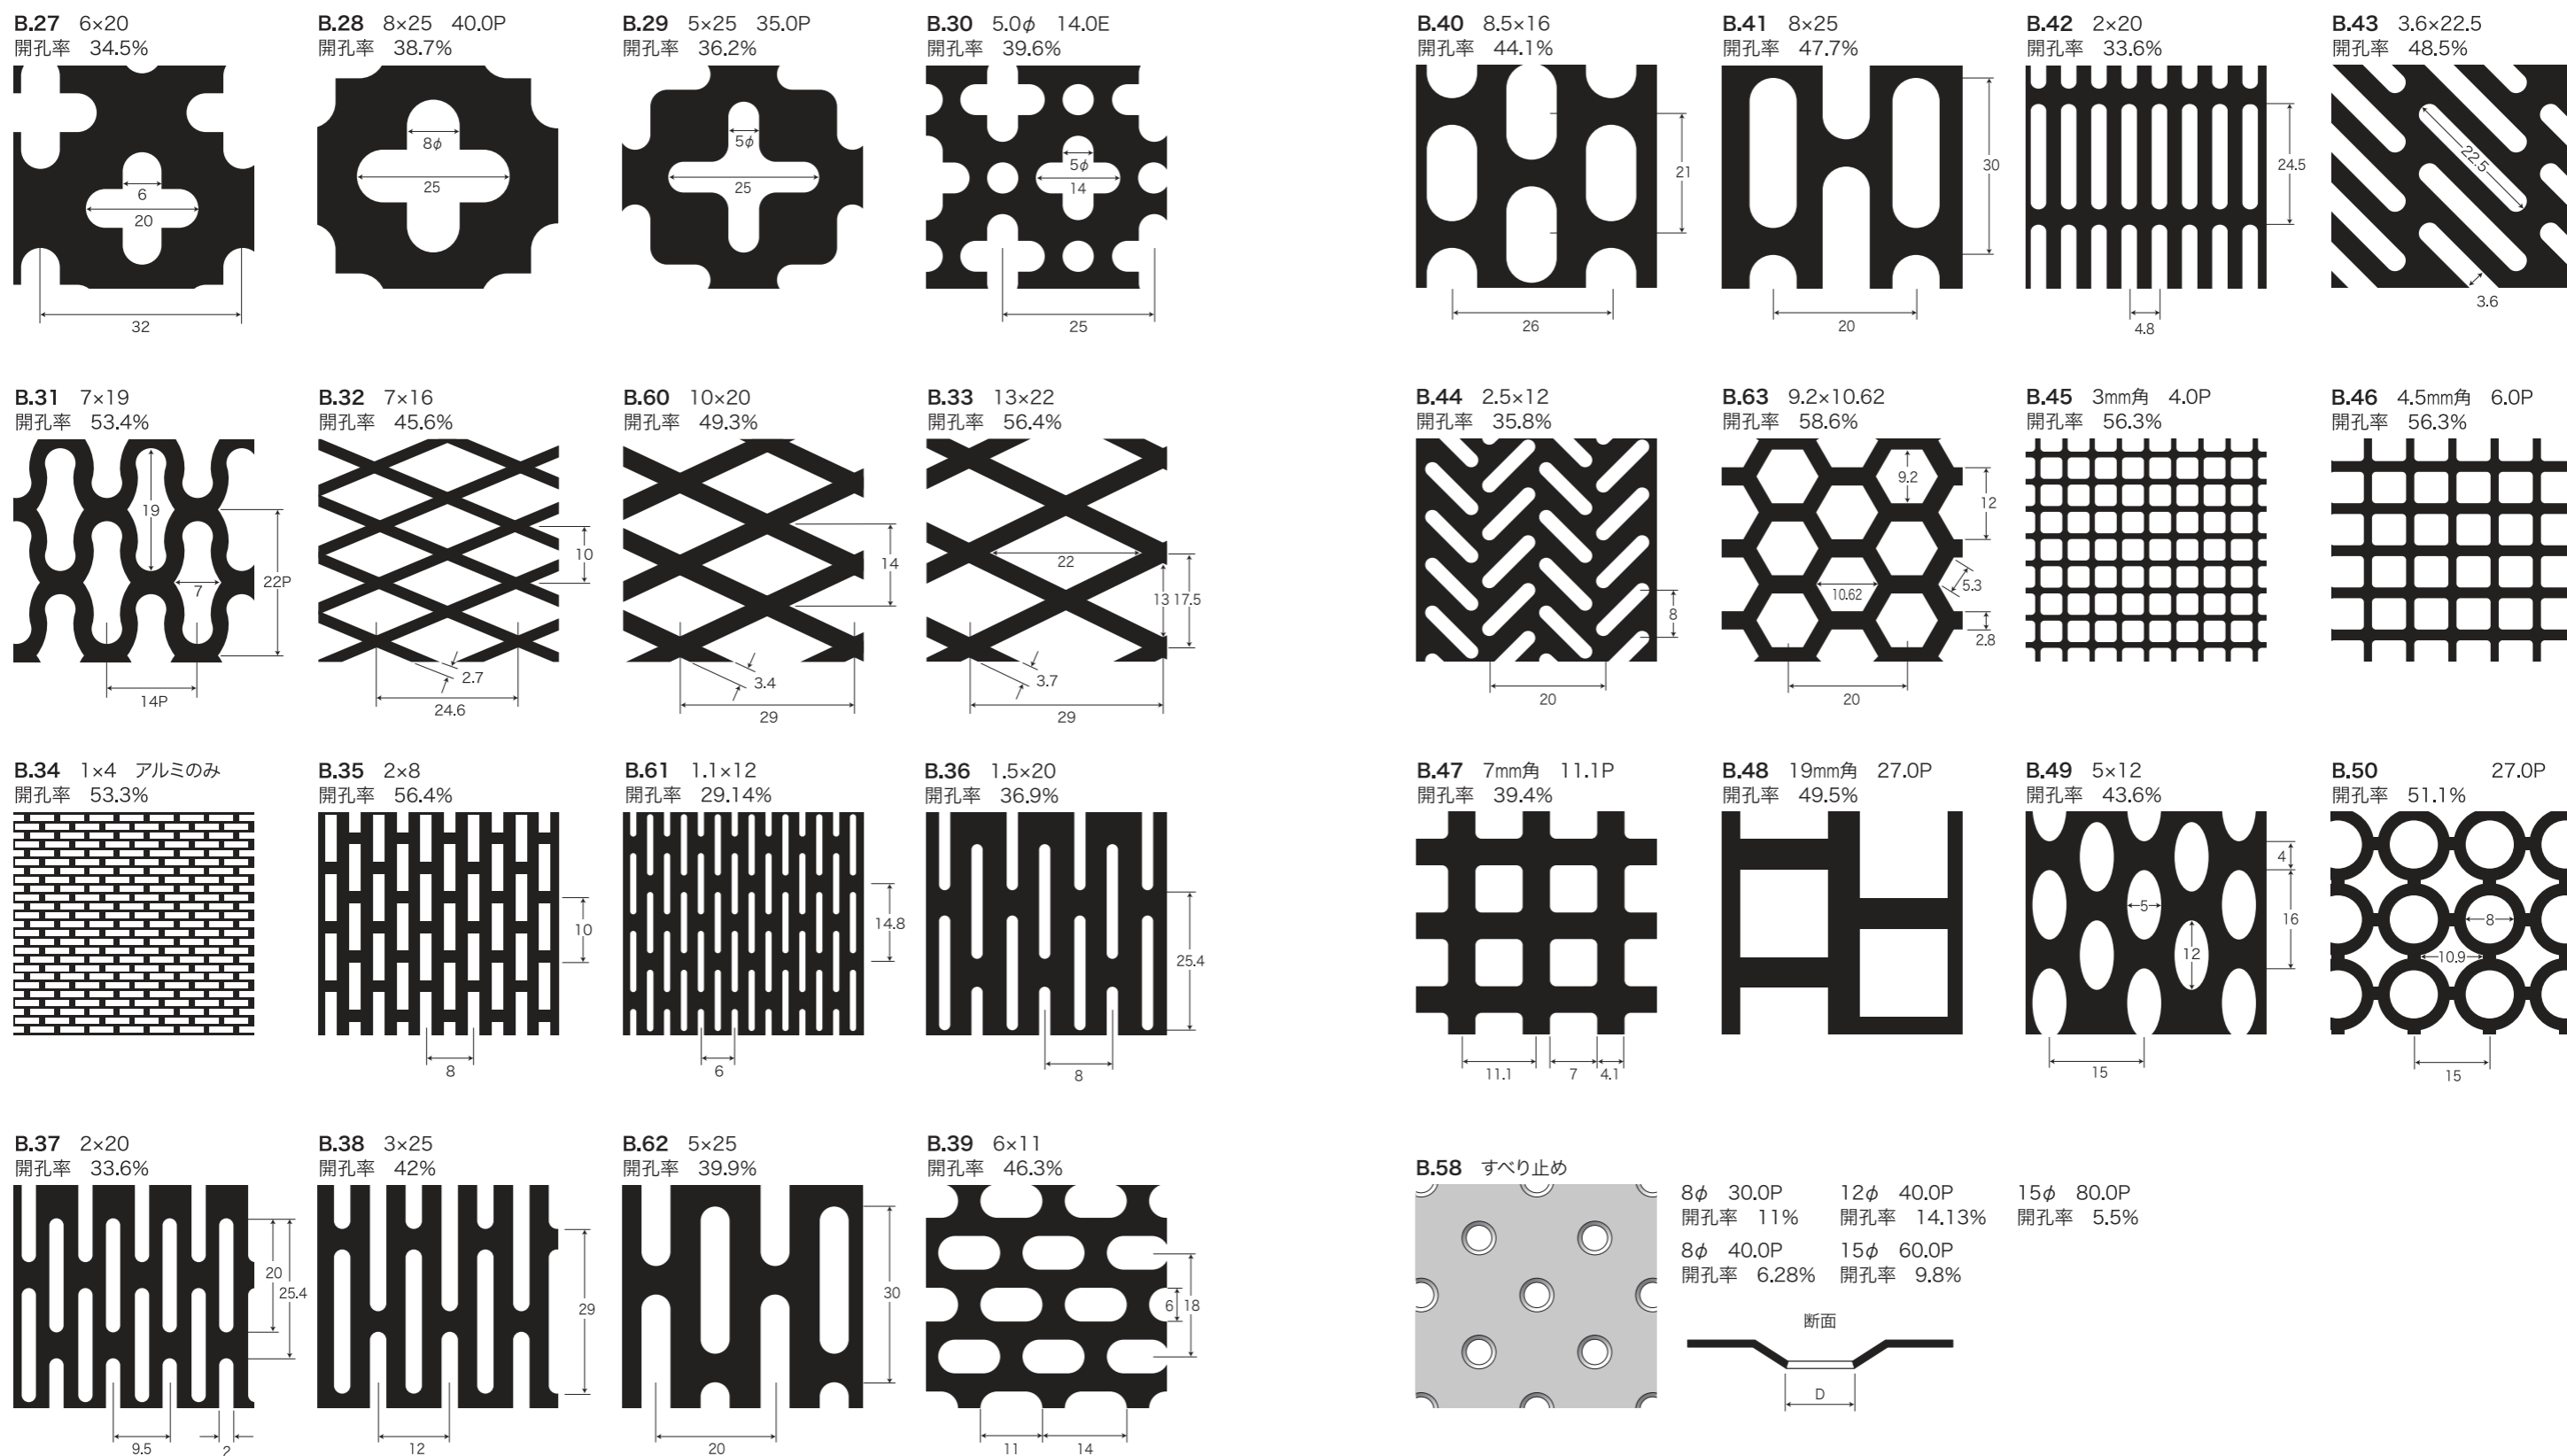 B.27 6×20
開孔率 34.5%
6
20
32
B.28 8×25 40.0P
開孔率 38.7%
8φ
25
B.29 5×25 35.0P
開孔率 36.2%
5φ
25
B.30 5.0φ 14.0E
開孔率 39.6%
5φ
14
25
B.40 8.5×16
開孔率 44.1%
21
26
B.41 8×25
開孔率 47.7%
30
20
B.42 2×20
開孔率 33.6%
24.5
4.8
B.43 3.6×22.5
開孔率 48.5%
22.5
3.6
B.31 7×19
開孔率 53.4%
19
7
22P
14P
B.32 7×16
開孔率 45.6%
10
2.7
24.6
B.60 10×20
開孔率 49.3%
14
3.4
29
B.33 13×22
開孔率 56.4%
22
13 17.5
3.7
29
B.44 2.5×12
開孔率 35.8%
8
20
B.63 9.2×10.62
開孔率 58.6%
9.2
12
5.3
10.62
2.8
20
B.45 3mm角 4.0P
開孔率 56.3%
B.46 4.5mm角 6.0P
開孔率 56.3%
B.34 1×4 アルミのみ
開孔率 53.3%
B.35 2×8
開孔率 56.4%
10
8
B.61 1.1×12
開孔率 29.14%
14.8
6
B.36 1.5×20
開孔率 36.9%
25.4
8
B.47 7mm角 11.1P
開孔率 39.4%
11.1 7 4.1
B.48 19mm角 27.0P
開孔率 49.5%
B.49 5×12
開孔率 43.6%
4
5
16
12
15
B.50 27.0P
開孔率 51.1%
8
10.9
15
B.37 2×20
開孔率 33.6%
20
25.4
9.5 2
B.38 3×25
開孔率 42%
29
12
B.62 5×25
開孔率 39.9%
30
20
B.39 6×11
開孔率 46.3%
6 18
11 14
B.58 すべり止め
8φ 30.0P 12φ 40.0P 15φ 80.0P
開孔率 11% 開孔率 14.13% 開孔率 5.5%
8φ 40.0P 15φ 60.0P
開孔率 6.28% 開孔率 9.8%
断面
D